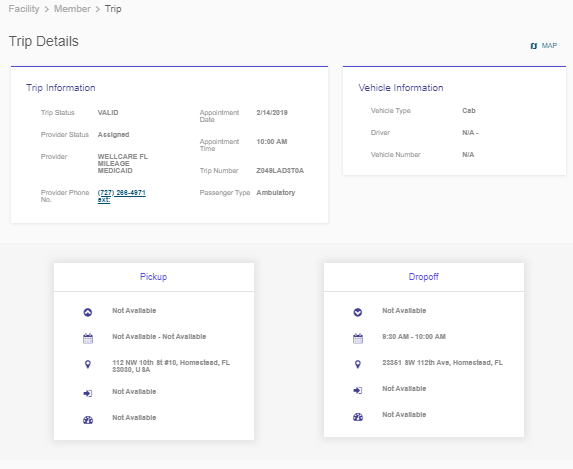 Facility > Member > Trip
Trip Details
MAP
Trip Information
Trip Status VALID
Provider Status Assigned
Provider WELLCARE FL
MILEAGE
MEDICAID
Provider Phone No. (727) 266-4971
ext:
Appointment Date 2/14/2019
Appointment Time 10:00 AM
Trip Number
Passenger Type Ambulatory
Vehicle Information
Vehicle Type Cab
Driver N/A -
Vehicle Number N/A
Pickup
Not Available
Not Available - Not Available
112 NW 10th St #10, Homestead, FL
33030, USA
Not Available
Not Available
Dropoff
Not Available
9:30 AM - 10:00 AM
SW 112th Ave, Homestead, FL
Not Available
Not Available